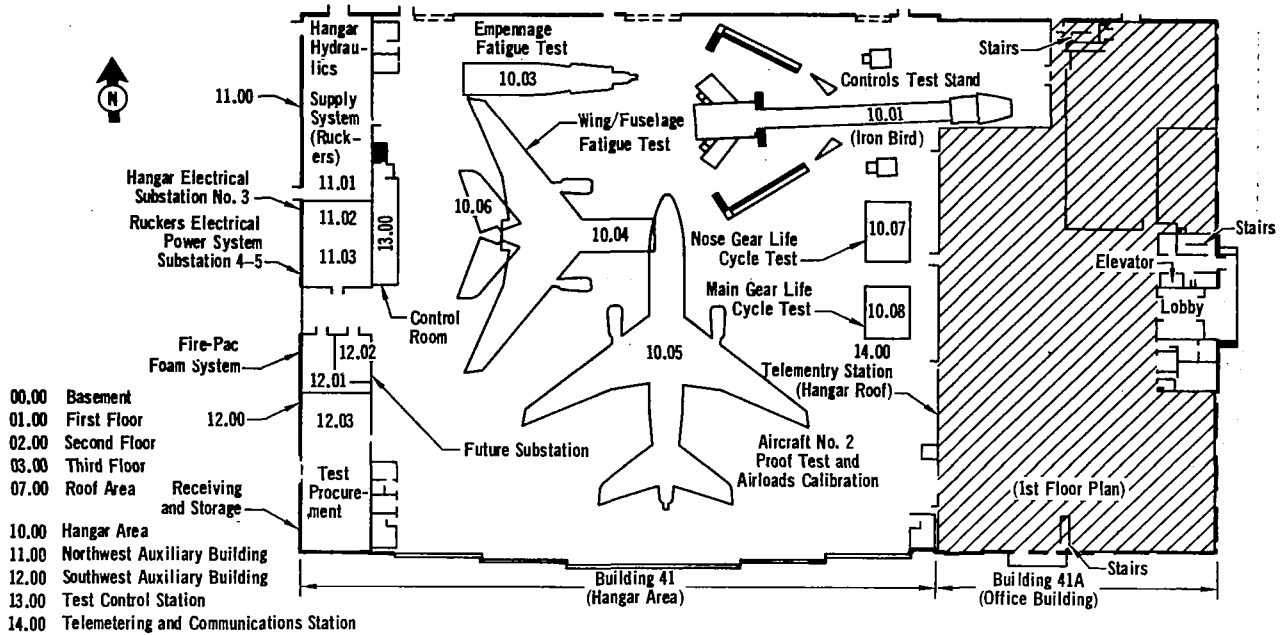 Hangar
Hydrau-
lics
Supply
System
(Ruck-
ers)
11.01
11.00
N
Empennage
Fatigue Test
10.03
Wing/Fuselage
Fatigue Test
Controls Test Stand
10.01
(Iron Bird)
Stairs
Hangar Electrical
Substation No. 3
Ruckers Electrical
Power System
Substation 4-5
11.02
11.03
13.00
Control
Room
10.06
10.04
Nose Gear Life
Cycle Test
10.07
Main Gear Life
Cycle Test
10.08
Stairs
Elevator
Lobby
Fire-Pac
Foam System
12.02
12.01
10.05
14.00
Telementry Station
(Hangar Roof)
12.00
12.03
Future Substation
Aircraft No. 2
Proof Test and
Airloads Calibration
Test
Procure-
ment
Receiving
and Storage
(1st Floor Plan)
Stairs
00.00 Basement
01.00 First Floor
02.00 Second Floor
03.00 Third Floor
07.00 Roof Area
10.00 Hangar Area
11.00 Northwest Auxiliary Building
12.00 Southwest Auxiliary Building
13.00 Test Control Station
14.00 Telemetering and Communications Station
Building 41
(Hangar Area)
Building 41A
(Office Building)